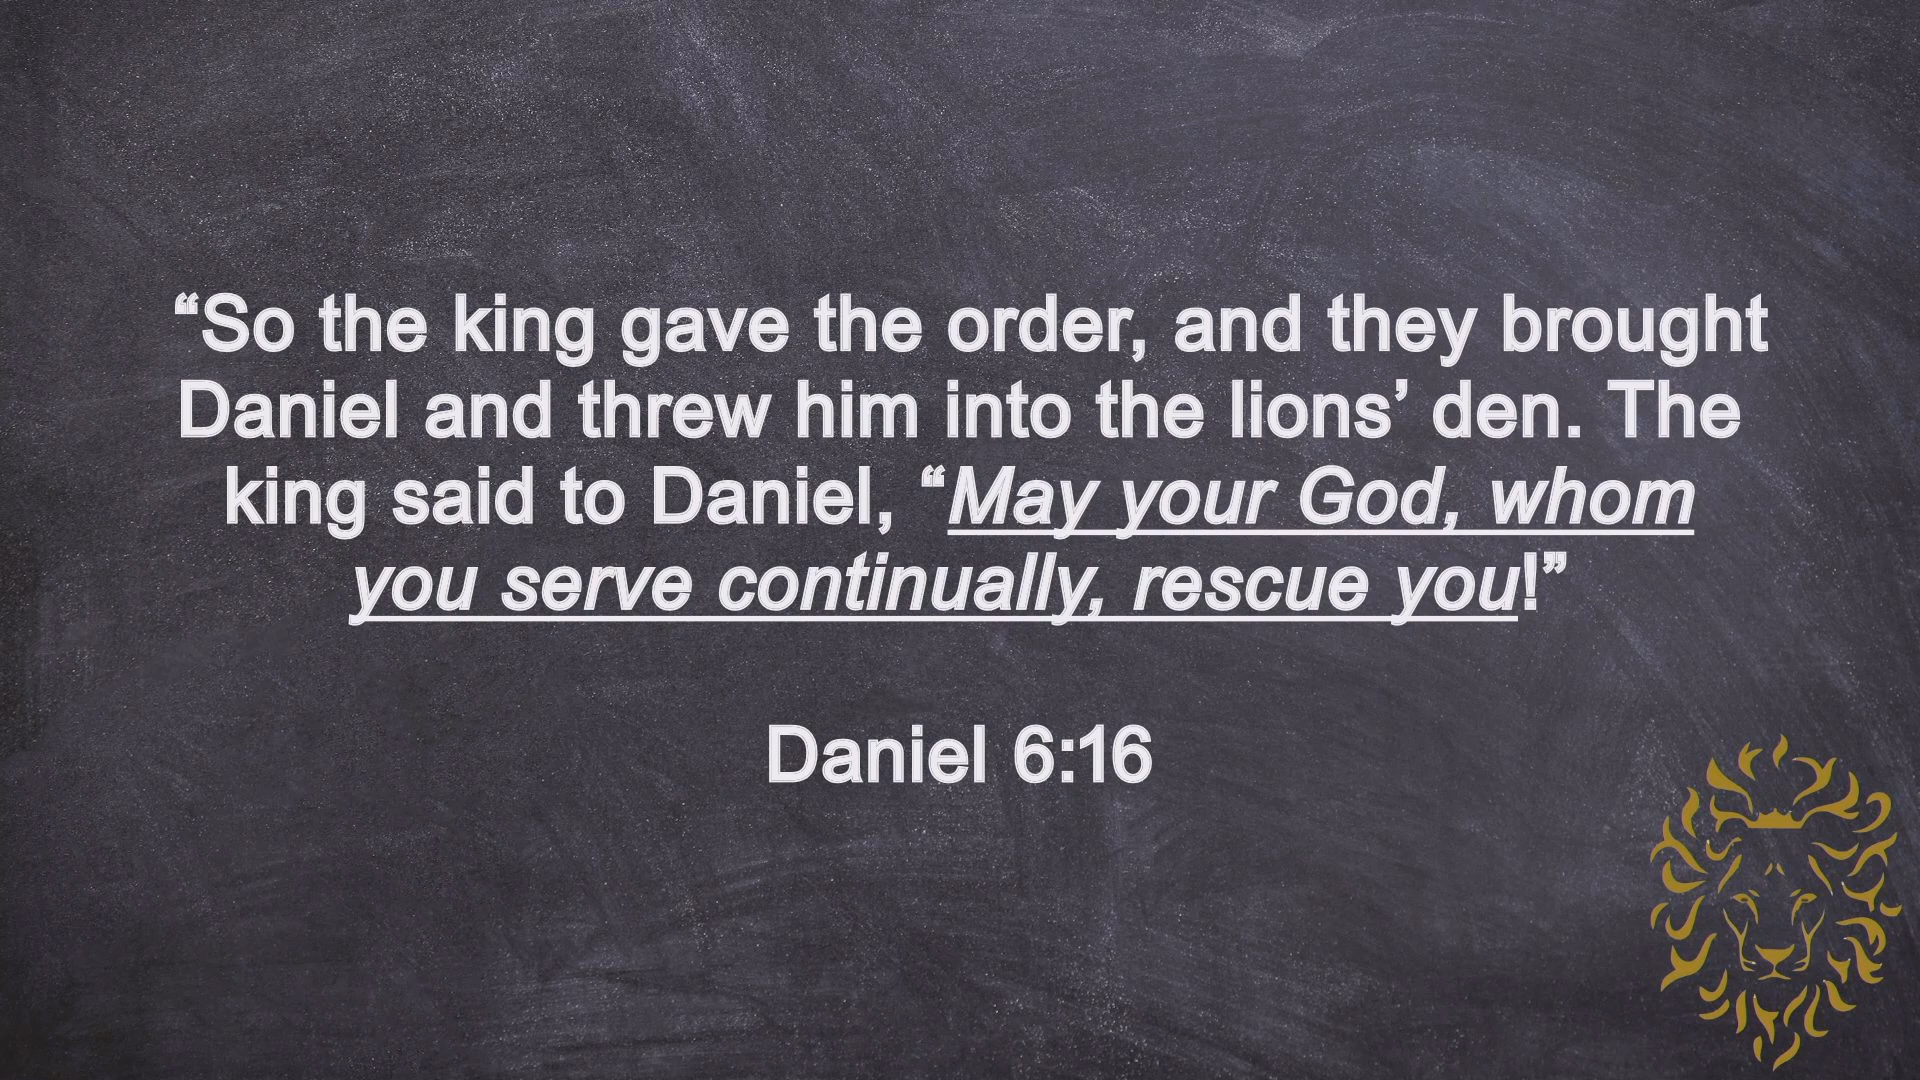 “So the king gave the order, and they brought
Daniel and threw him into the lions’ den. The
king said to Daniel, “May your God, whom
you serve continually, rescue you!”
Daniel 6:16